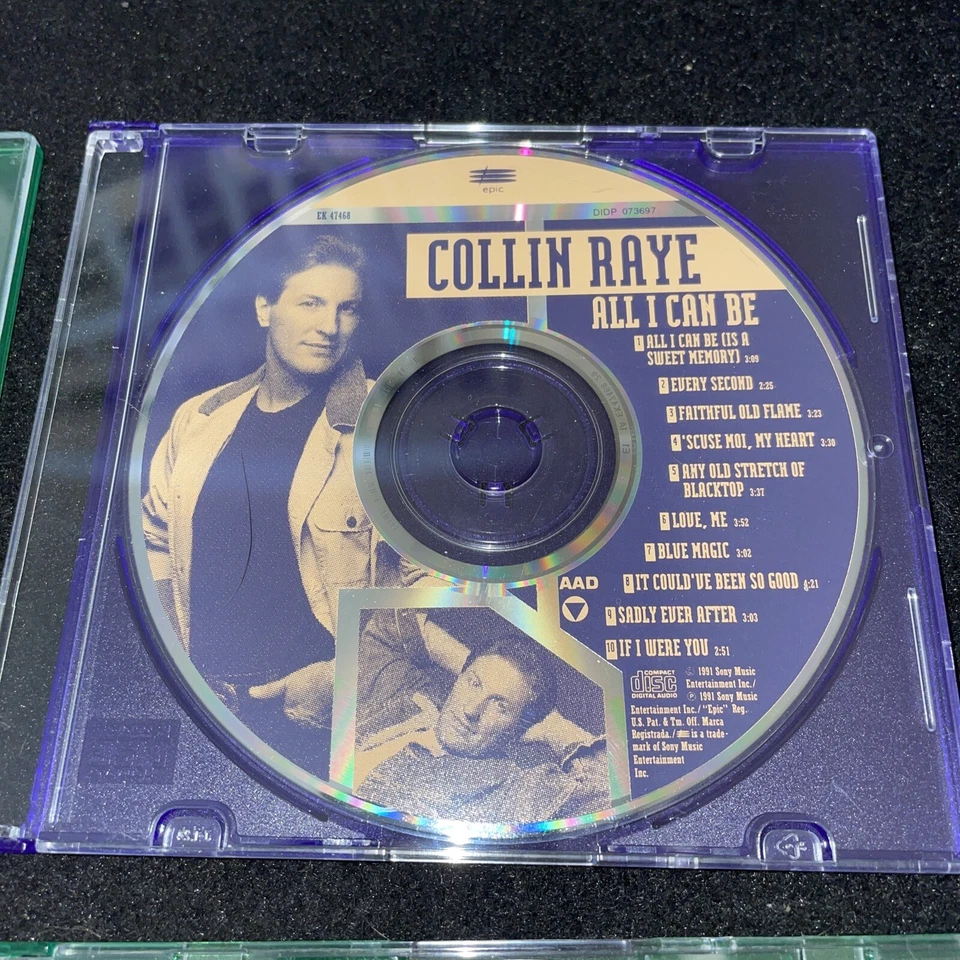 epic
EK 47468
DIDP 073697
COLLIN RAYE
ALL I CAN BE
1 ALL I CAN BE (IS A
SWEET MEMORY) 3:09
2 EVERY SECOND 2:25
3 FAITHFUL OLD FLAME 3:23
4 'SCUSE MOI, MY HEART 3:30
5 ANY OLD STRETCH OF
BLACKTOP 3:37
6 LOVE, ME 3:52
7 BLUE MAGIC 3:02
8 IT COULD'VE BEEN SO GOOD 4:21
AAD
9 SADLY EVER AFTER 3:03
10 IF I WERE YOU 2:51
COMPACT
disc
DIGITAL AUDIO
© 1991 Sony Music
Entertainment Inc./
℗ 1991 Sony Music
Entertainment Inc./"Epic" Reg.
U.S. Pat. & Tm. Off. Marca
Registrada./ is a trade-
mark of Sony Music
Entertainment
Inc.